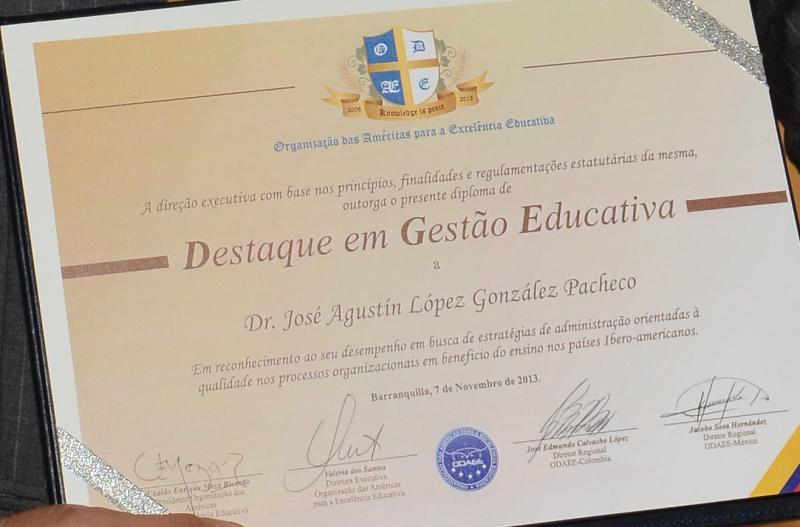 O D
AE E
2006 Knowledge is peace 2013
Organização das Américas para a Excelência Educativa
A direção executiva com base nos princípios, finalidades e regulamentações estatutárias da mesma,
outorga o presente diploma de
Destaque em Gestão Educativa
a
Dr. José Agustín López González Pacheco
Em reconhecimento ao seu desempenho em busca de estratégias de administração orientadas à
qualidade nos processos organizacionais em benefício do ensino nos países Ibero-americanos.
Barranquilla, 7 de Novembro de 2013.
Enrique Meza
Organização das
Américas
Educativa
Valéria dos Santos
Diretora Executiva
Organização das Américas
para a Excelência Educativa
ODAEE
José Edmundo Calvache López
Diretor Regional
ODAEE-Colombia
Jacobo Sosa Hernández
Diretor Regional
ODAEE-México